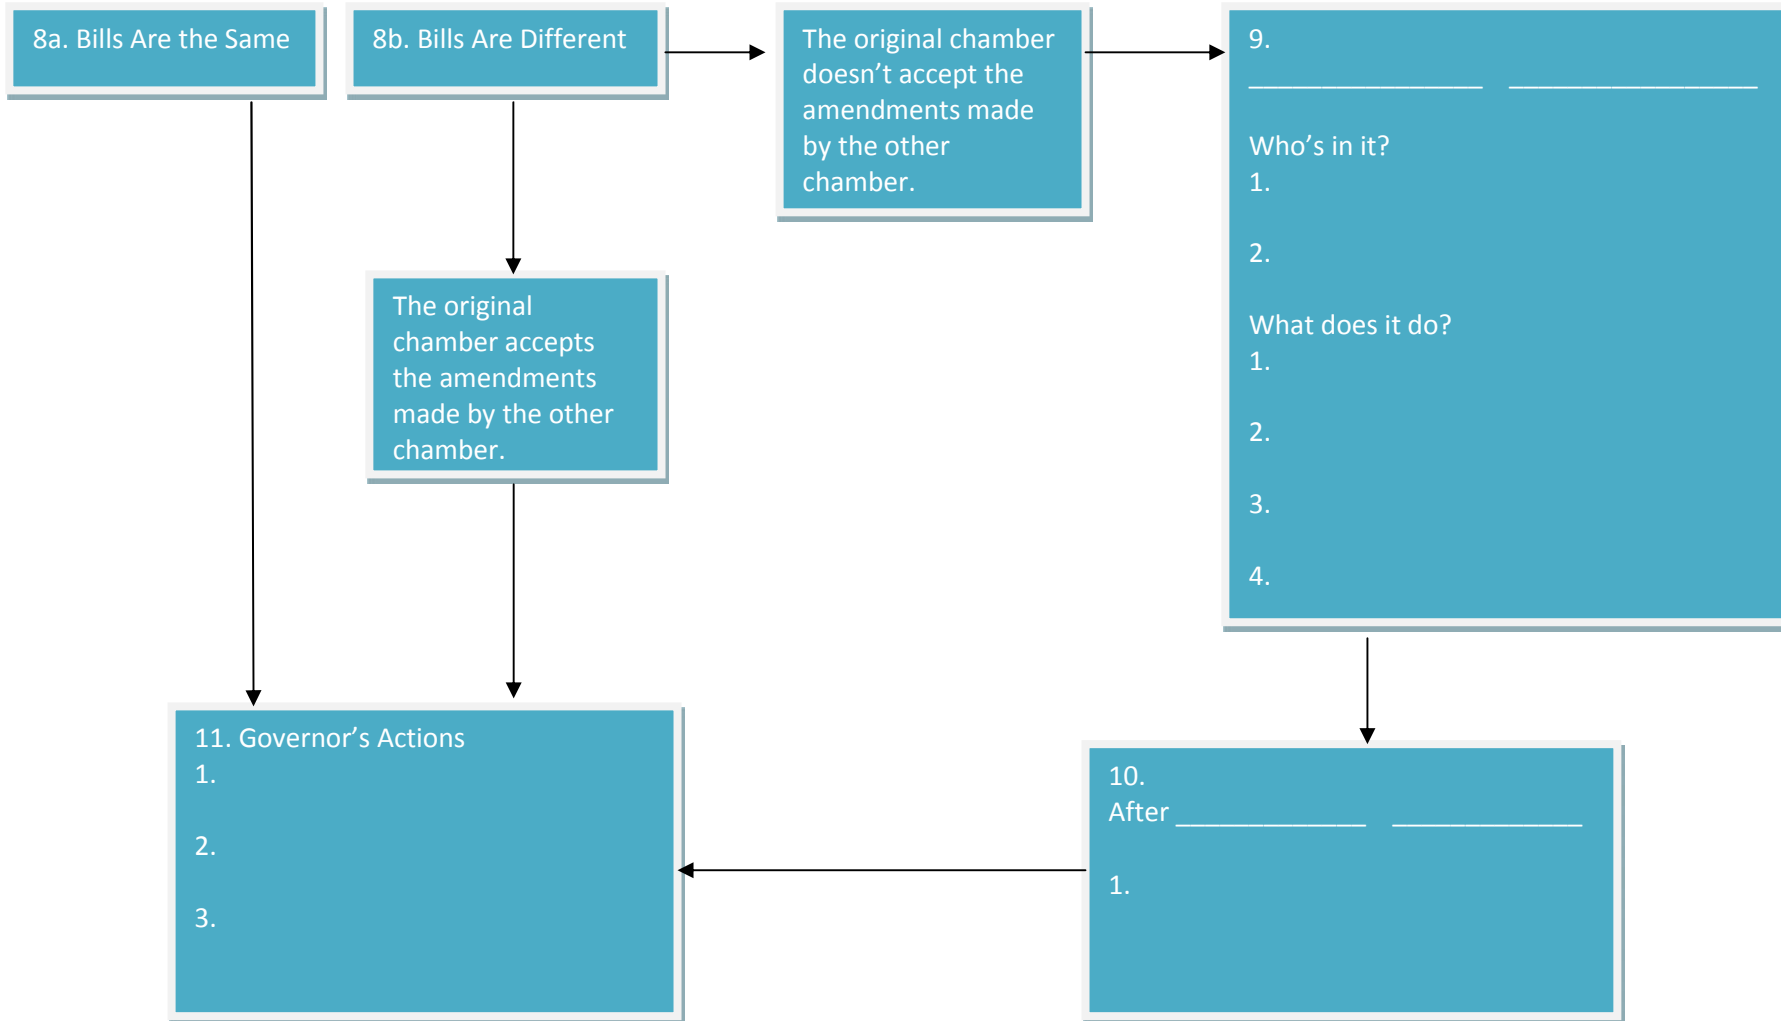 8a. Bills Are the Same
8b. Bills Are Different
The original chamber
doesn’t accept the
amendments made
by the other
chamber.
9.
________________ _________________
Who’s in it?
1.
2.
What does it do?
1.
2.
3.
4.
The original
chamber accepts
the amendments
made by the other
chamber.
11. Governor’s Actions
1.
2.
3.
10.
After _____________ _____________
1.